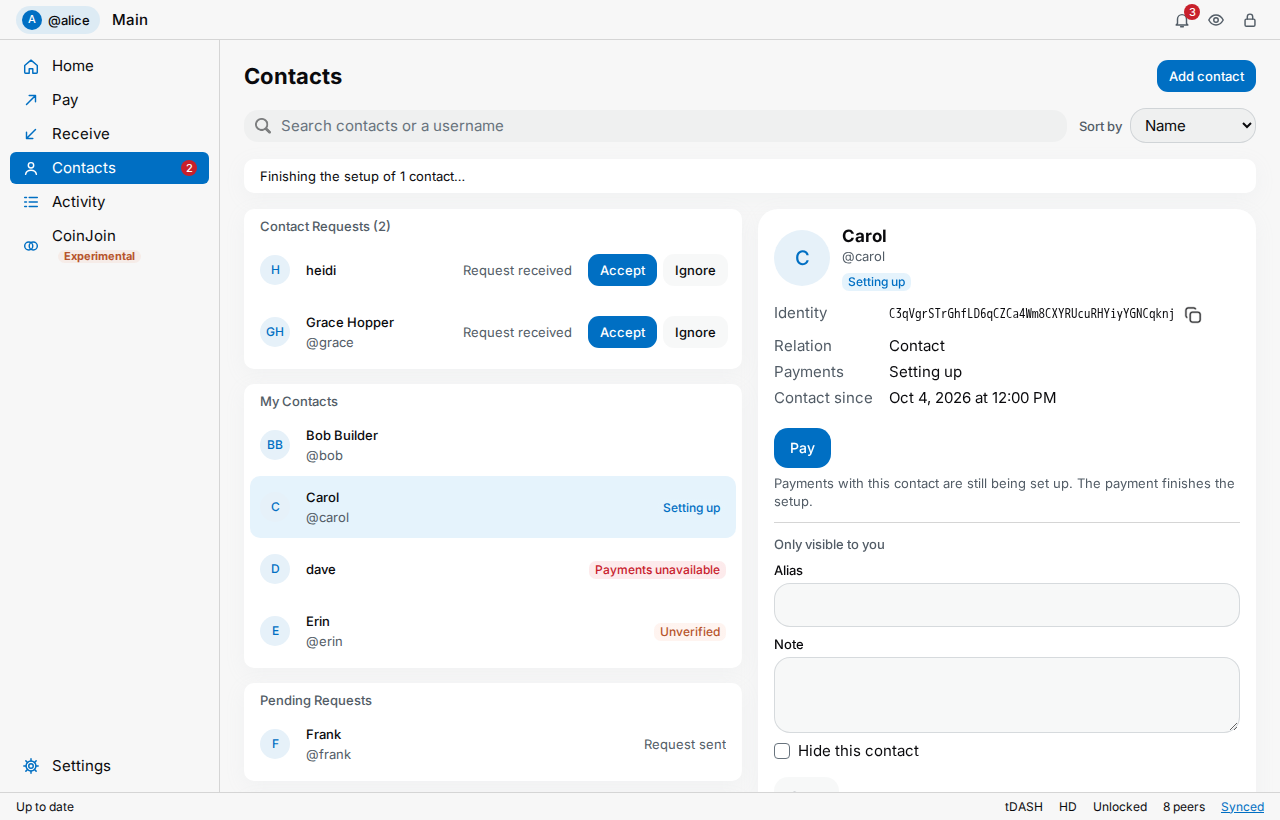 A @alice Main 3
Home
Pay
Receive
Contacts 2
Activity
CoinJoin
Experimental
Settings
Contacts
Add contact
Search contacts or a username
Sort by Name
Finishing the setup of 1 contact...
Contact Requests (2)
H heidi Request received Accept Ignore
GH Grace Hopper
@grace
Request received Accept Ignore
My Contacts
BB Bob Builder
@bob
C Carol
@carol
Setting up
D dave Payments unavailable
E Erin
@erin
Unverified
Pending Requests
F Frank
@frank
Request sent
C Carol
@carol
Setting up
Identity C3qVgrSTrGhfLD6qCZCa4Wm8CXYRUcuRHYiyYGNCqknj
Relation Contact
Payments Setting up
Contact since Oct 4, 2026 at 12:00 PM
Pay
Payments with this contact are still being set up. The payment finishes the
setup.
Only visible to you
Alias
Note
Hide this contact
Up to date
tDASH HD Unlocked 8 peers Synced